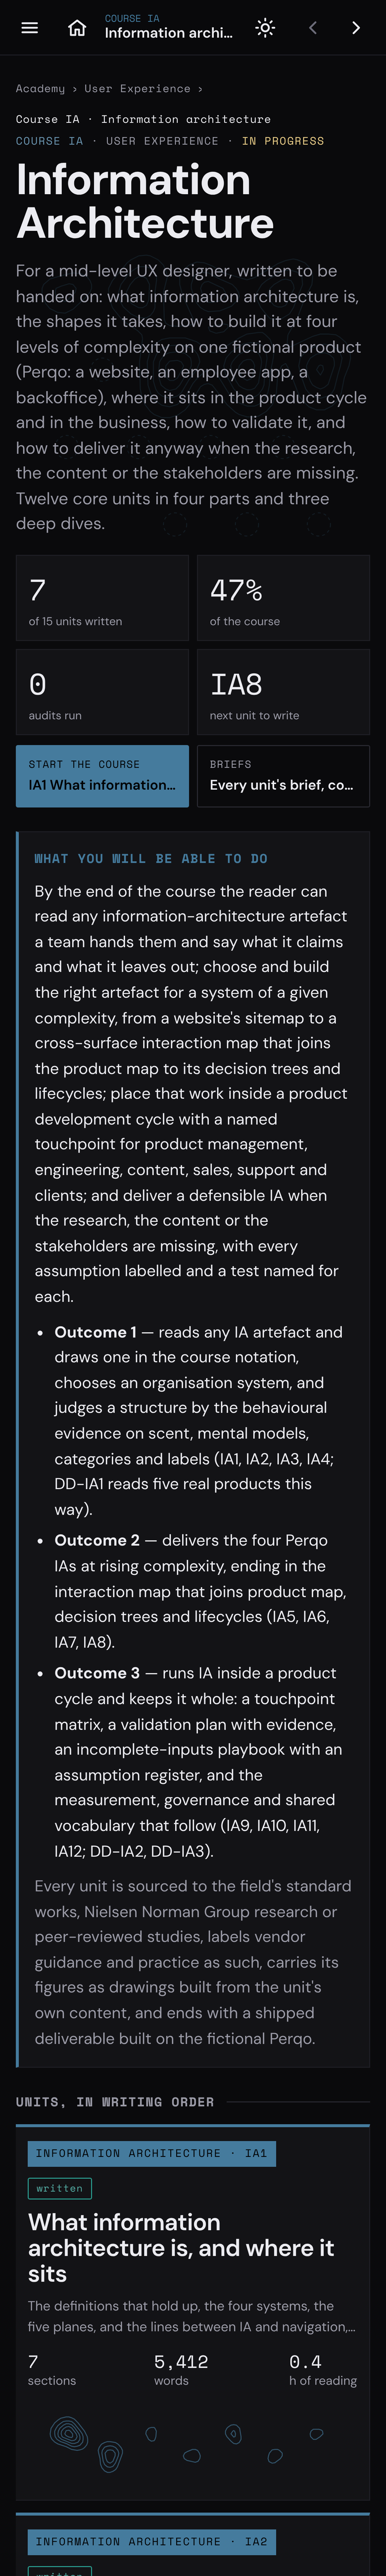 COURSE IA
Information archi…
Academy › User Experience ›
Course IA · Information architecture
COURSE IA · USER EXPERIENCE · IN PROGRESS
Information
Architecture
For a mid-level UX designer, written to be
handed on: what information architecture is,
the shapes it takes, how to build it at four
levels of complexity on one fictional product
(Perqo: a website, an employee app, a
backoffice), where it sits in the product cycle
and in the business, how to validate it, and
how to deliver it anyway when the research,
the content or the stakeholders are missing.
Twelve core units in four parts and three
deep dives.
7
of 15 units written
47%
of the course
0
audits run
IA8
next unit to write
START THE COURSE
IA1 What information…
BRIEFS
Every unit's brief, co…
WHAT YOU WILL BE ABLE TO DO
By the end of the course the reader can
read any information-architecture artefact
a team hands them and say what it claims
and what it leaves out; choose and build
the right artefact for a system of a given
complexity, from a website's sitemap to a
cross-surface interaction map that joins
the product map to its decision trees and
lifecycles; place that work inside a product
development cycle with a named
touchpoint for product management,
engineering, content, sales, support and
clients; and deliver a defensible IA when
the research, the content or the
stakeholders are missing, with every
assumption labelled and a test named for
each.
• Outcome 1 — reads any IA artefact and
draws one in the course notation,
chooses an organisation system, and
judges a structure by the behavioural
evidence on scent, mental models,
categories and labels (IA1, IA2, IA3, IA4;
DD-IA1 reads five real products this
way).
• Outcome 2 — delivers the four Perqo
IAs at rising complexity, ending in the
interaction map that joins product map,
decision trees and lifecycles (IA5, IA6,
IA7, IA8).
• Outcome 3 — runs IA inside a product
cycle and keeps it whole: a touchpoint
matrix, a validation plan with evidence,
an incomplete-inputs playbook with an
assumption register, and the
measurement, governance and shared
vocabulary that follow (IA9, IA10, IA11,
IA12; DD-IA2, DD-IA3).
Every unit is sourced to the field's standard
works, Nielsen Norman Group research or
peer-reviewed studies, labels vendor
guidance and practice as such, carries its
figures as drawings built from the unit's
own content, and ends with a shipped
deliverable built on the fictional Perqo.
UNITS, IN WRITING ORDER
INFORMATION ARCHITECTURE · IA1
written
What information
architecture is, and where it
sits
The definitions that hold up, the four systems, the
five planes, and the lines between IA and navigation,…
7
sections
5,412
words
0.4
h of reading
INFORMATION ARCHITECTURE · IA2
written